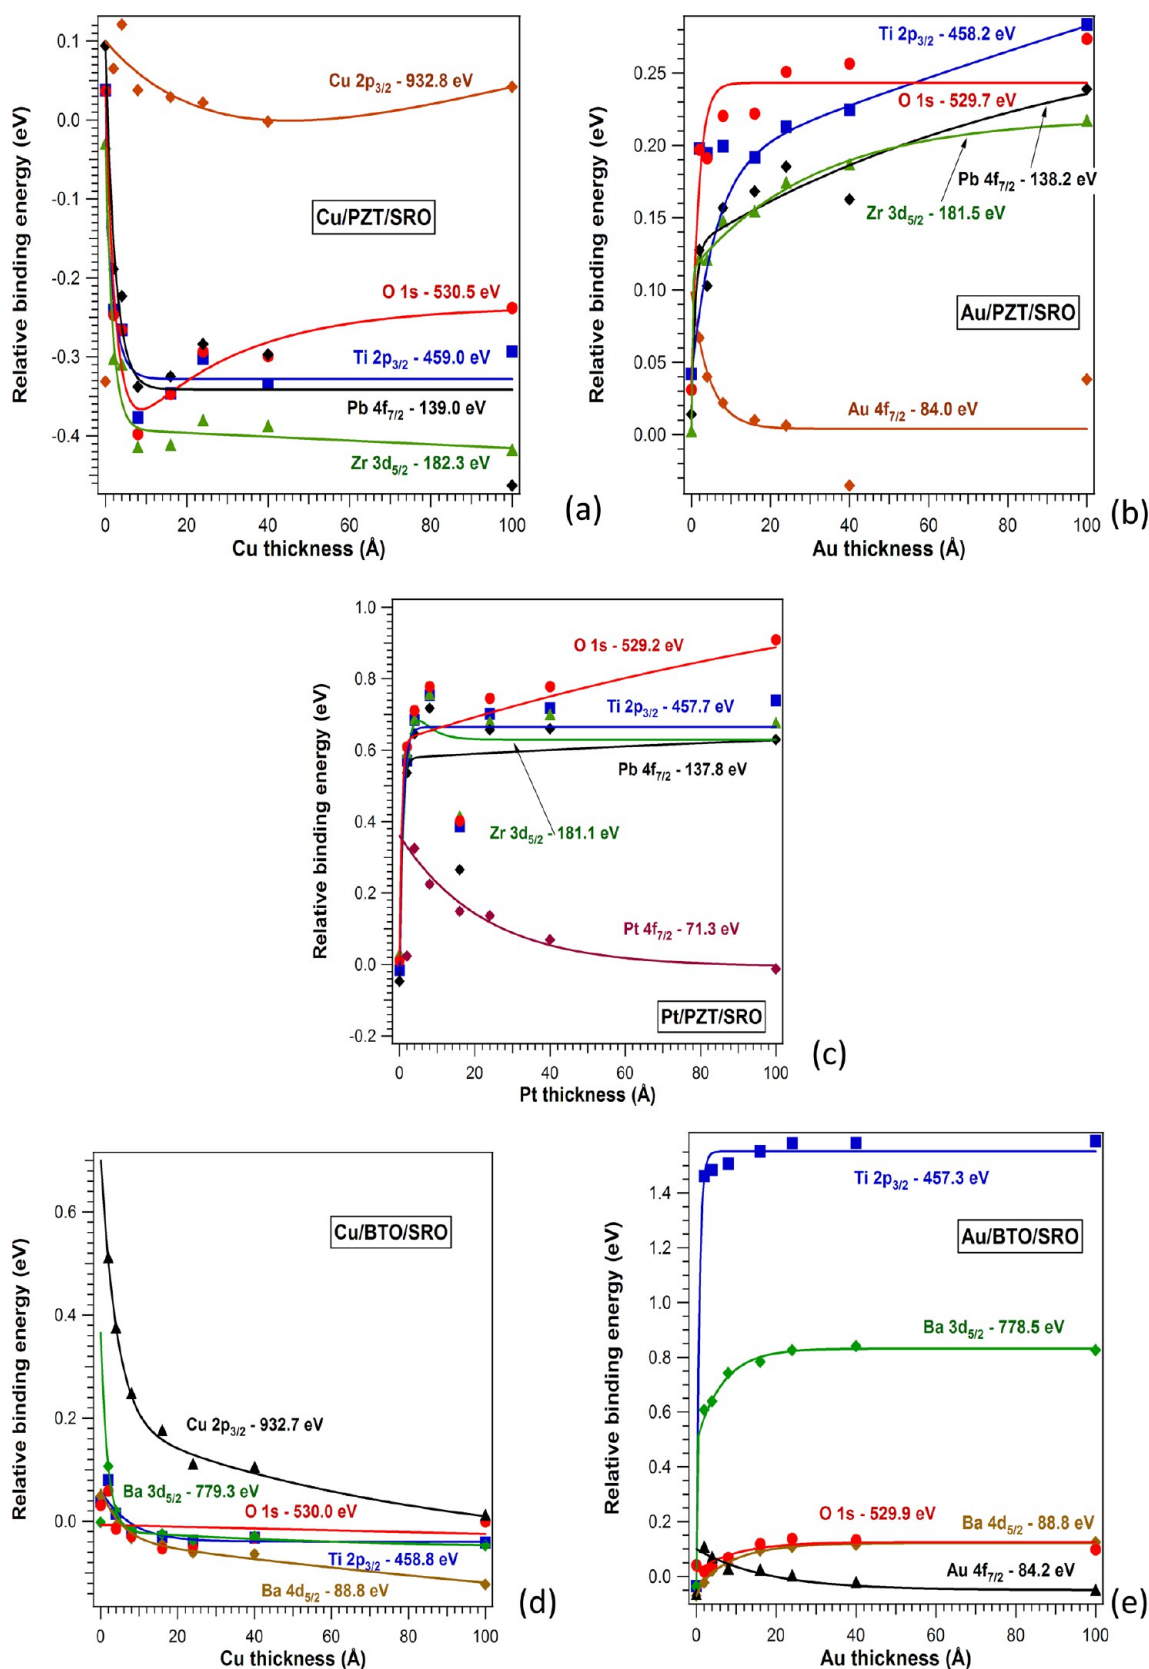 0.1
0.0
-0.1
-0.2
-0.3
-0.4
Relative binding energy (eV)
Cu 2p3/2 - 932.8 eV
Cu/PZT/SRO
O 1s - 530.5 eV
Ti 2p3/2 - 459.0 eV
Pb 4f7/2 - 139.0 eV
Zr 3d5/2 - 182.3 eV
0 20 40 60 80 100
Cu thickness (Å)
(a)
0.25
0.20
0.15
0.10
0.05
0.00
Relative binding energy (eV)
Ti 2p3/2 - 458.2 eV
O 1s - 529.7 eV
Pb 4f7/2 - 138.2 eV
Zr 3d5/2 - 181.5 eV
Au/PZT/SRO
Au 4f7/2 - 84.0 eV
0 20 40 60 80 100
Au thickness (Å)
(b)
1.0
0.8
0.6
0.4
0.2
0.0
-0.2
Relative binding energy (eV)
O 1s - 529.2 eV
Ti 2p3/2 - 457.7 eV
Pb 4f7/2 - 137.8 eV
Zr 3d5/2 - 181.1 eV
Pt 4f7/2 - 71.3 eV
Pt/PZT/SRO
0 20 40 60 80 100
Pt thickness (Å)
(c)
0.6
0.4
0.2
0.0
Relative binding energy (eV)
Cu/BTO/SRO
Cu 2p3/2 - 932.7 eV
Ba 3d5/2 - 779.3 eV
O 1s - 530.0 eV
Ti 2p3/2 - 458.8 eV
Ba 4d5/2 - 88.8 eV
0 20 40 60 80 100
Cu thickness (Å)
(d)
1.4
1.2
1.0
0.8
0.6
0.4
0.2
0.0
Relative binding energy (eV)
Ti 2p3/2 - 457.3 eV
Au/BTO/SRO
Ba 3d5/2 - 778.5 eV
O 1s - 529.9 eV
Ba 4d5/2 - 88.8 eV
Au 4f7/2 - 84.2 eV
0 20 40 60 80 100
Au thickness (Å)
(e)